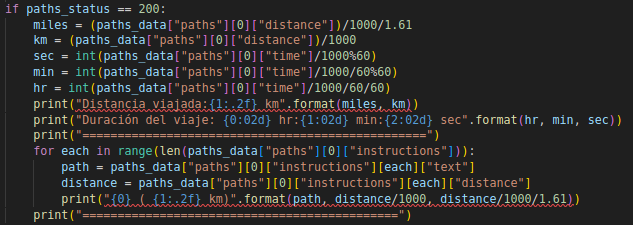 if paths_status == 200:
    miles = (paths_data["paths"][0]["distance"])/1000/1.61
    km = (paths_data["paths"][0]["distance"])/1000
    sec = int(paths_data["paths"][0]["time"]/1000%60)
    min = int(paths_data["paths"][0]["time"]/1000/60%60)
    hr = int(paths_data["paths"][0]["time"]/1000/60/60)
    print("Distancia viajada:{1:.2f} km".format(miles, km))
    print("Duración del viaje: {0:02d} hr:{1:02d} min:{2:02d} sec".format(hr, min, sec))
    print("=================================================")
    for each in range(len(paths_data["paths"][0]["instructions"])):
        path = paths_data["paths"][0]["instructions"][each]["text"]
        distance = paths_data["paths"][0]["instructions"][each]["distance"]
        print("{0} ( {1:.2f} km)".format(path, distance/1000, distance/1000/1.61))
    print("=============================================")